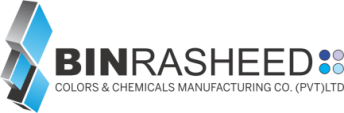 BINRASHEED
COLORS & CHEMICALS MANUFACTURING CO. (PVT)LTD